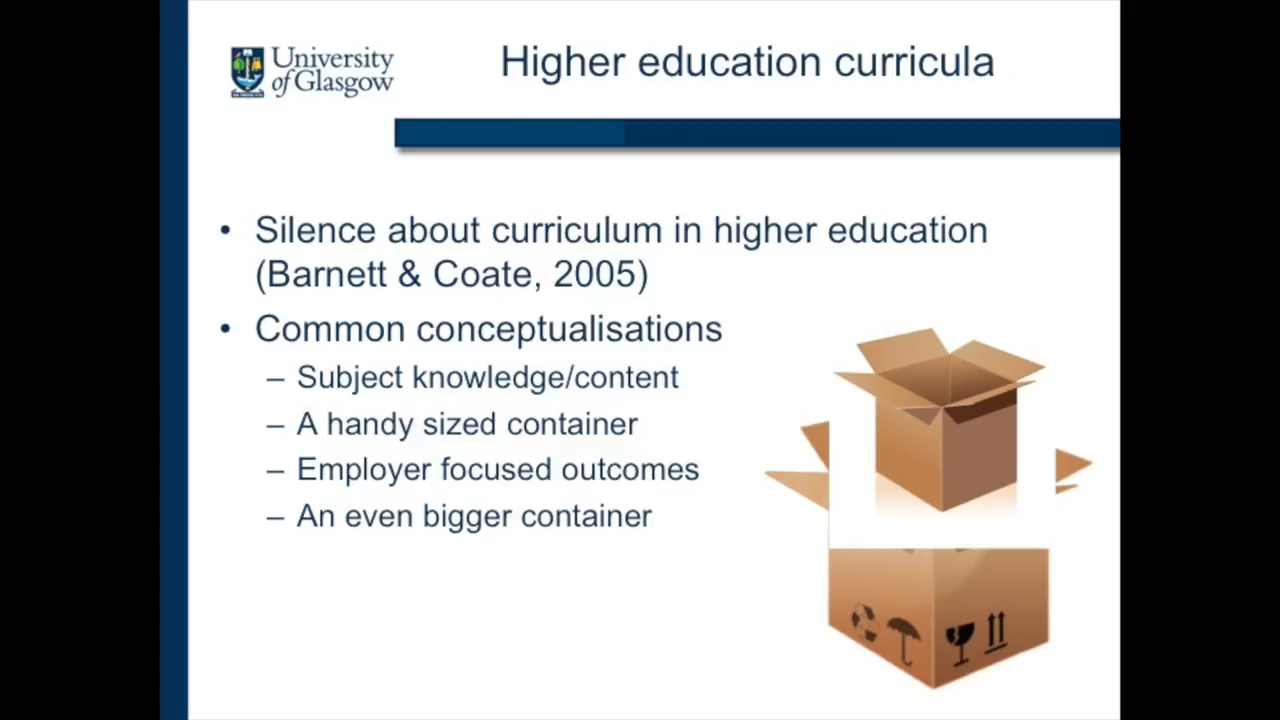 University
of Glasgow
Higher education curricula
• Silence about curriculum in higher education
(Barnett & Coate, 2005)
• Common conceptualisations
– Subject knowledge/content
– A handy sized container
– Employer focused outcomes
– An even bigger container